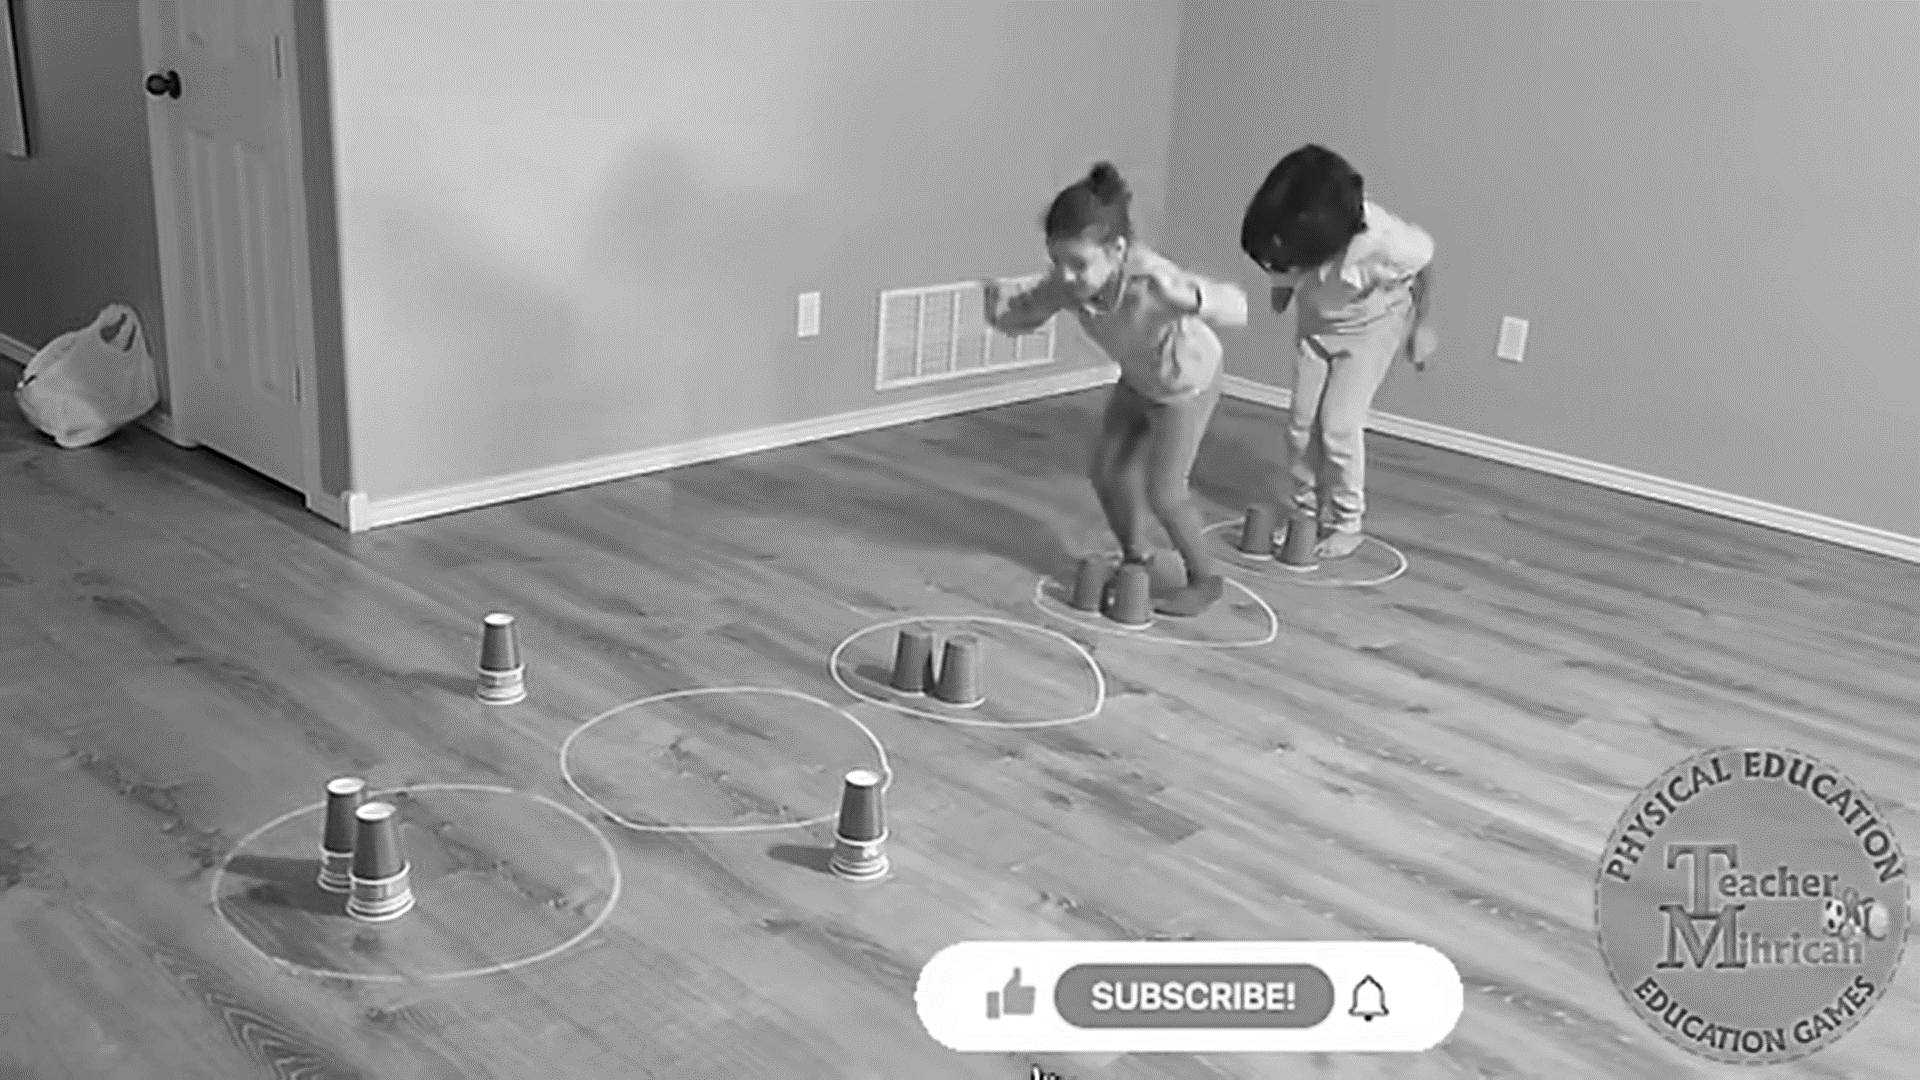 SUBSCRIBE!
PHYSICAL EDUCATION
Teacher
Mihrican
EDUCATION GAMES